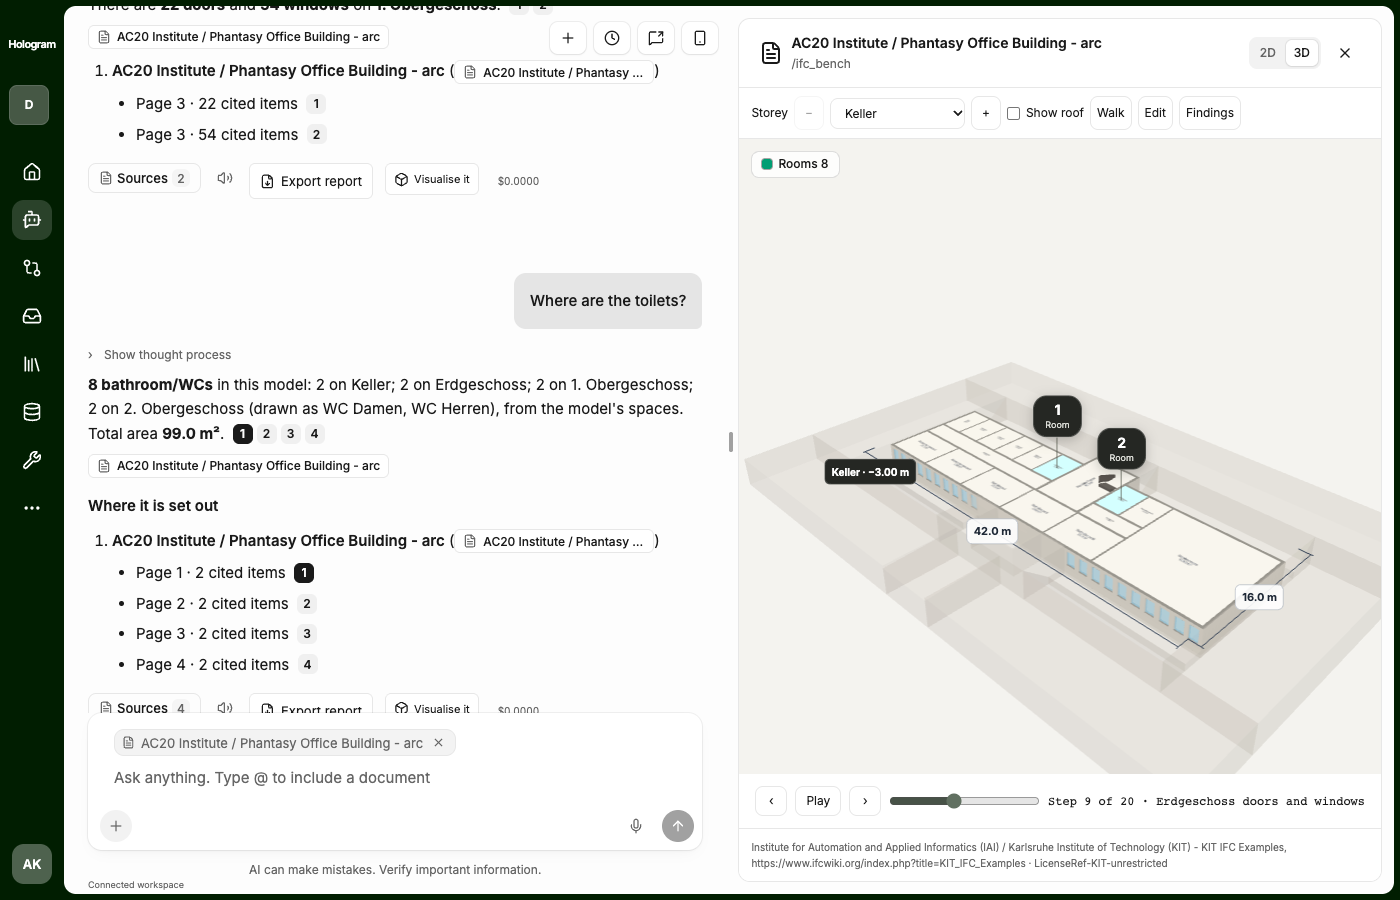 Hologram
D
AK
There are 22 doors and 54 windows on 1. Obergeschoss. 1 2
AC20 Institute / Phantasy Office Building - arc
1. AC20 Institute / Phantasy Office Building - arc ( AC20 Institute / Phantasy ... )
• Page 3 · 22 cited items 1
• Page 3 · 54 cited items 2
Sources 2 Export report Visualise it $0.0000
Where are the toilets?
› Show thought process
8 bathroom/WCs in this model: 2 on Keller; 2 on Erdgeschoss; 2 on 1. Obergeschoss;
2 on 2. Obergeschoss (drawn as WC Damen, WC Herren), from the model's spaces.
Total area 99.0 m². 1 2 3 4
AC20 Institute / Phantasy Office Building - arc
Where it is set out
1. AC20 Institute / Phantasy Office Building - arc ( AC20 Institute / Phantasy ... )
• Page 1 · 2 cited items 1
• Page 2 · 2 cited items 2
• Page 3 · 2 cited items 3
• Page 4 · 2 cited items 4
Sources 4 Export report Visualise it $0.0000
AC20 Institute / Phantasy Office Building - arc ×
Ask anything. Type @ to include a document
AI can make mistakes. Verify important information.
Connected workspace
AC20 Institute / Phantasy Office Building - arc
/ifc_bench
2D 3D
Storey − Keller + Show roof Walk Edit Findings
Rooms 8
1
Room
2
Room
Keller · −3.00 m
42.0 m
16.0 m
‹ Play › Step 9 of 20 · Erdgeschoss doors and windows
Institute for Automation and Applied Informatics (IAI) / Karlsruhe Institute of Technology (KIT) - KIT IFC Examples,
https://www.ifcwiki.org/index.php?title=KIT_IFC_Examples · LicenseRef-KIT-unrestricted